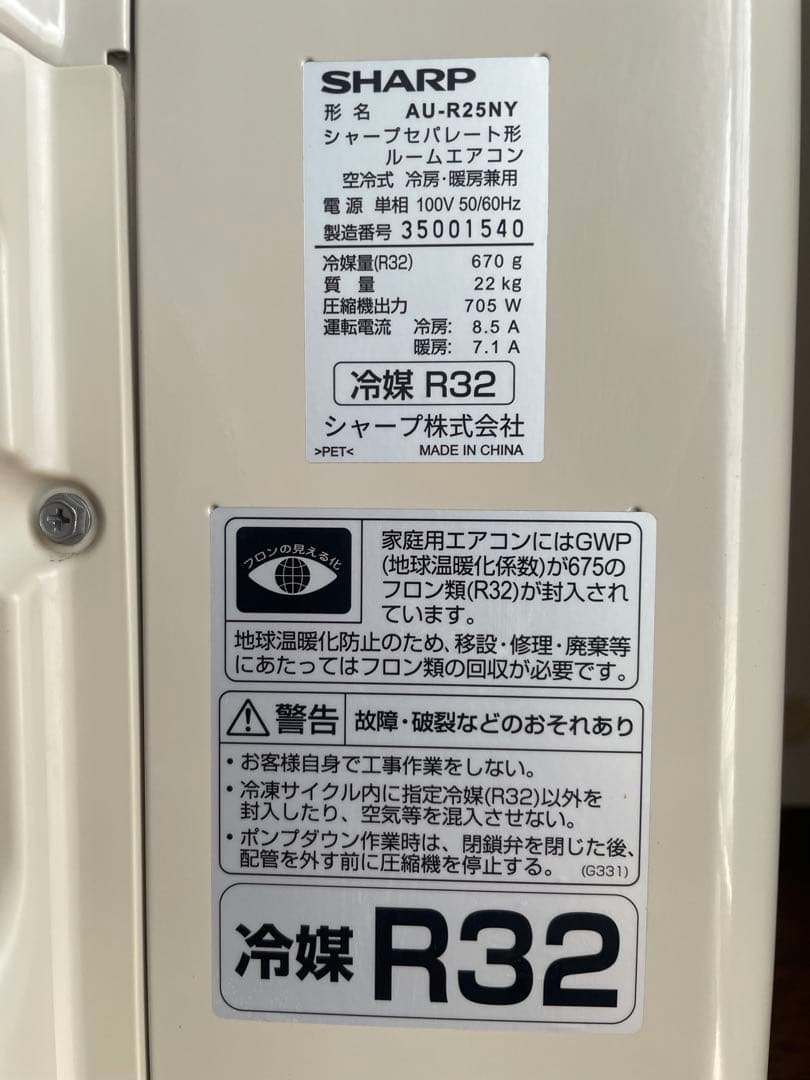 SHARP
形名 AU-R25NY
シャープセパレート形
ルームエアコン
空冷式 冷房・暖房兼用
電源 単相 100V 50/60Hz
製造番号 35001540
冷媒量(R32) 670 g
質量 22 kg
圧縮機出力 705 W
運転電流 冷房: 8.5 A
暖房: 7.1 A
冷媒 R32
シャープ株式会社
>PET< MADE IN CHINA
フロンの見える化
家庭用エアコンにはGWP
(地球温暖化係数)が675の
フロン類(R32)が封入され
ています。
地球温暖化防止のため、移設・修理・廃棄等
にあたってはフロン類の回収が必要です。
警告 故障・破裂などのおそれあり
・お客様自身で工事作業をしない。
・冷凍サイクル内に指定冷媒(R32)以外を
封入したり、空気等を混入させない。
・ポンプダウン作業時は、閉鎖弁を閉じた後、
配管を外す前に圧縮機を停止する。 (G331)
冷媒 R32